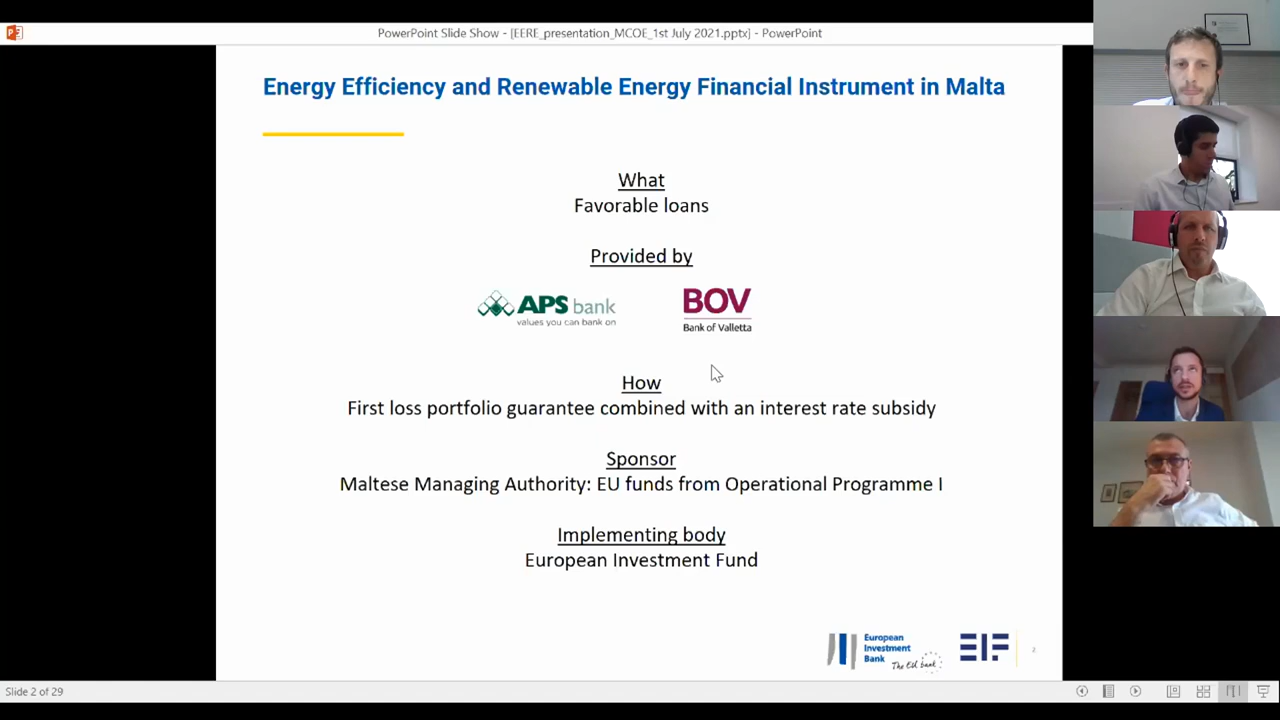 PowerPoint Slide Show - [EERE_presentation_MCOE_1st July 2021.pptx] - PowerPoint
Energy Efficiency and Renewable Energy Financial Instrument in Malta
What
Favorable loans
Provided by
APS bank
values you can bank on
BOV
Bank of Valletta
How
First loss portfolio guarantee combined with an interest rate subsidy
Sponsor
Maltese Managing Authority: EU funds from Operational Programme I
Implementing body
European Investment Fund
European
Investment
Bank
The EU bank
EIF
2
Slide 2 of 29